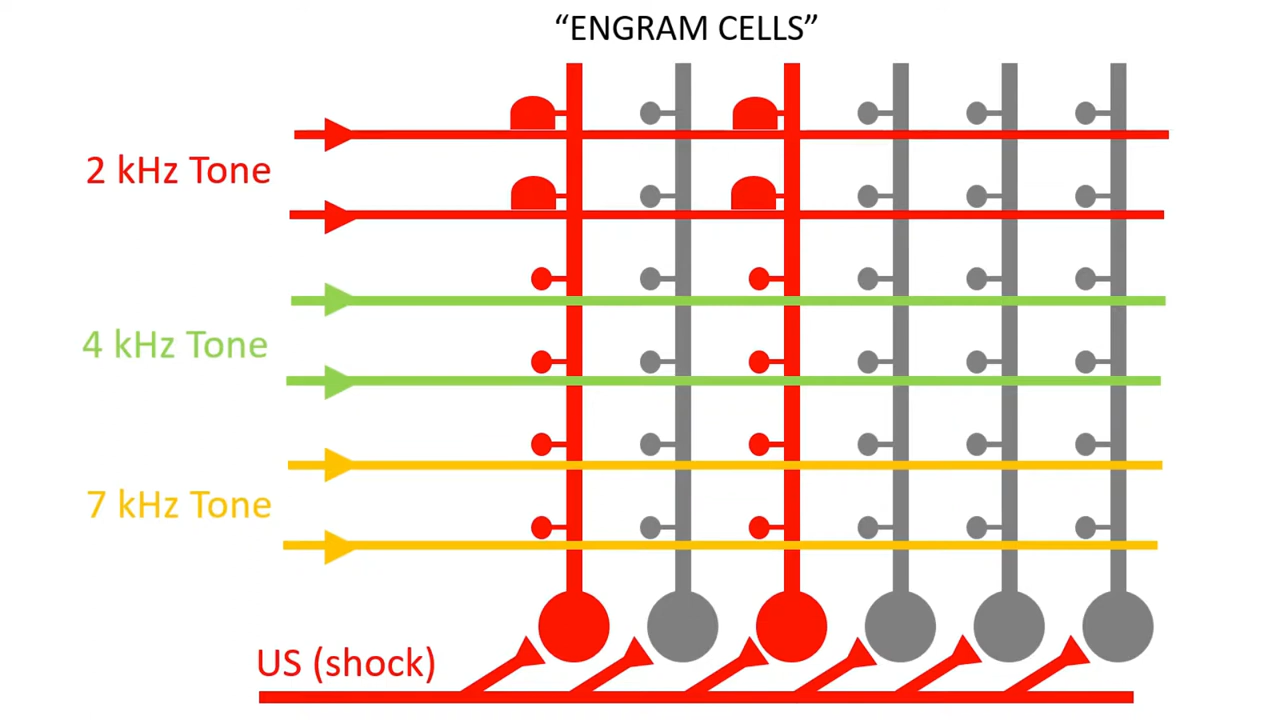 “ENGRAM CELLS”
2 kHz Tone
4 kHz Tone
7 kHz Tone
US (shock)